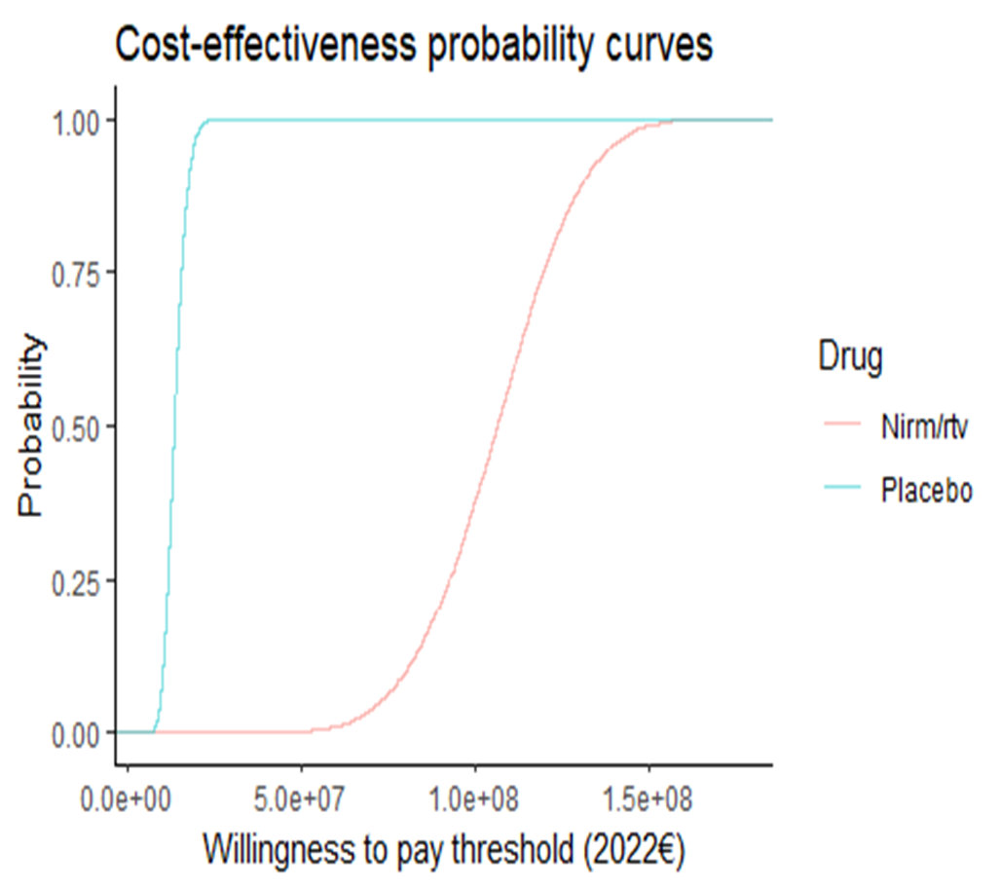 Cost-effectiveness probability curves
1.00
0.75
0.50
0.25
0.00
Probability
0.0e+00 5.0e+07 1.0e+08 1.5e+08
Willingness to pay threshold (2022€)
Drug
Nirm/rtv
Placebo